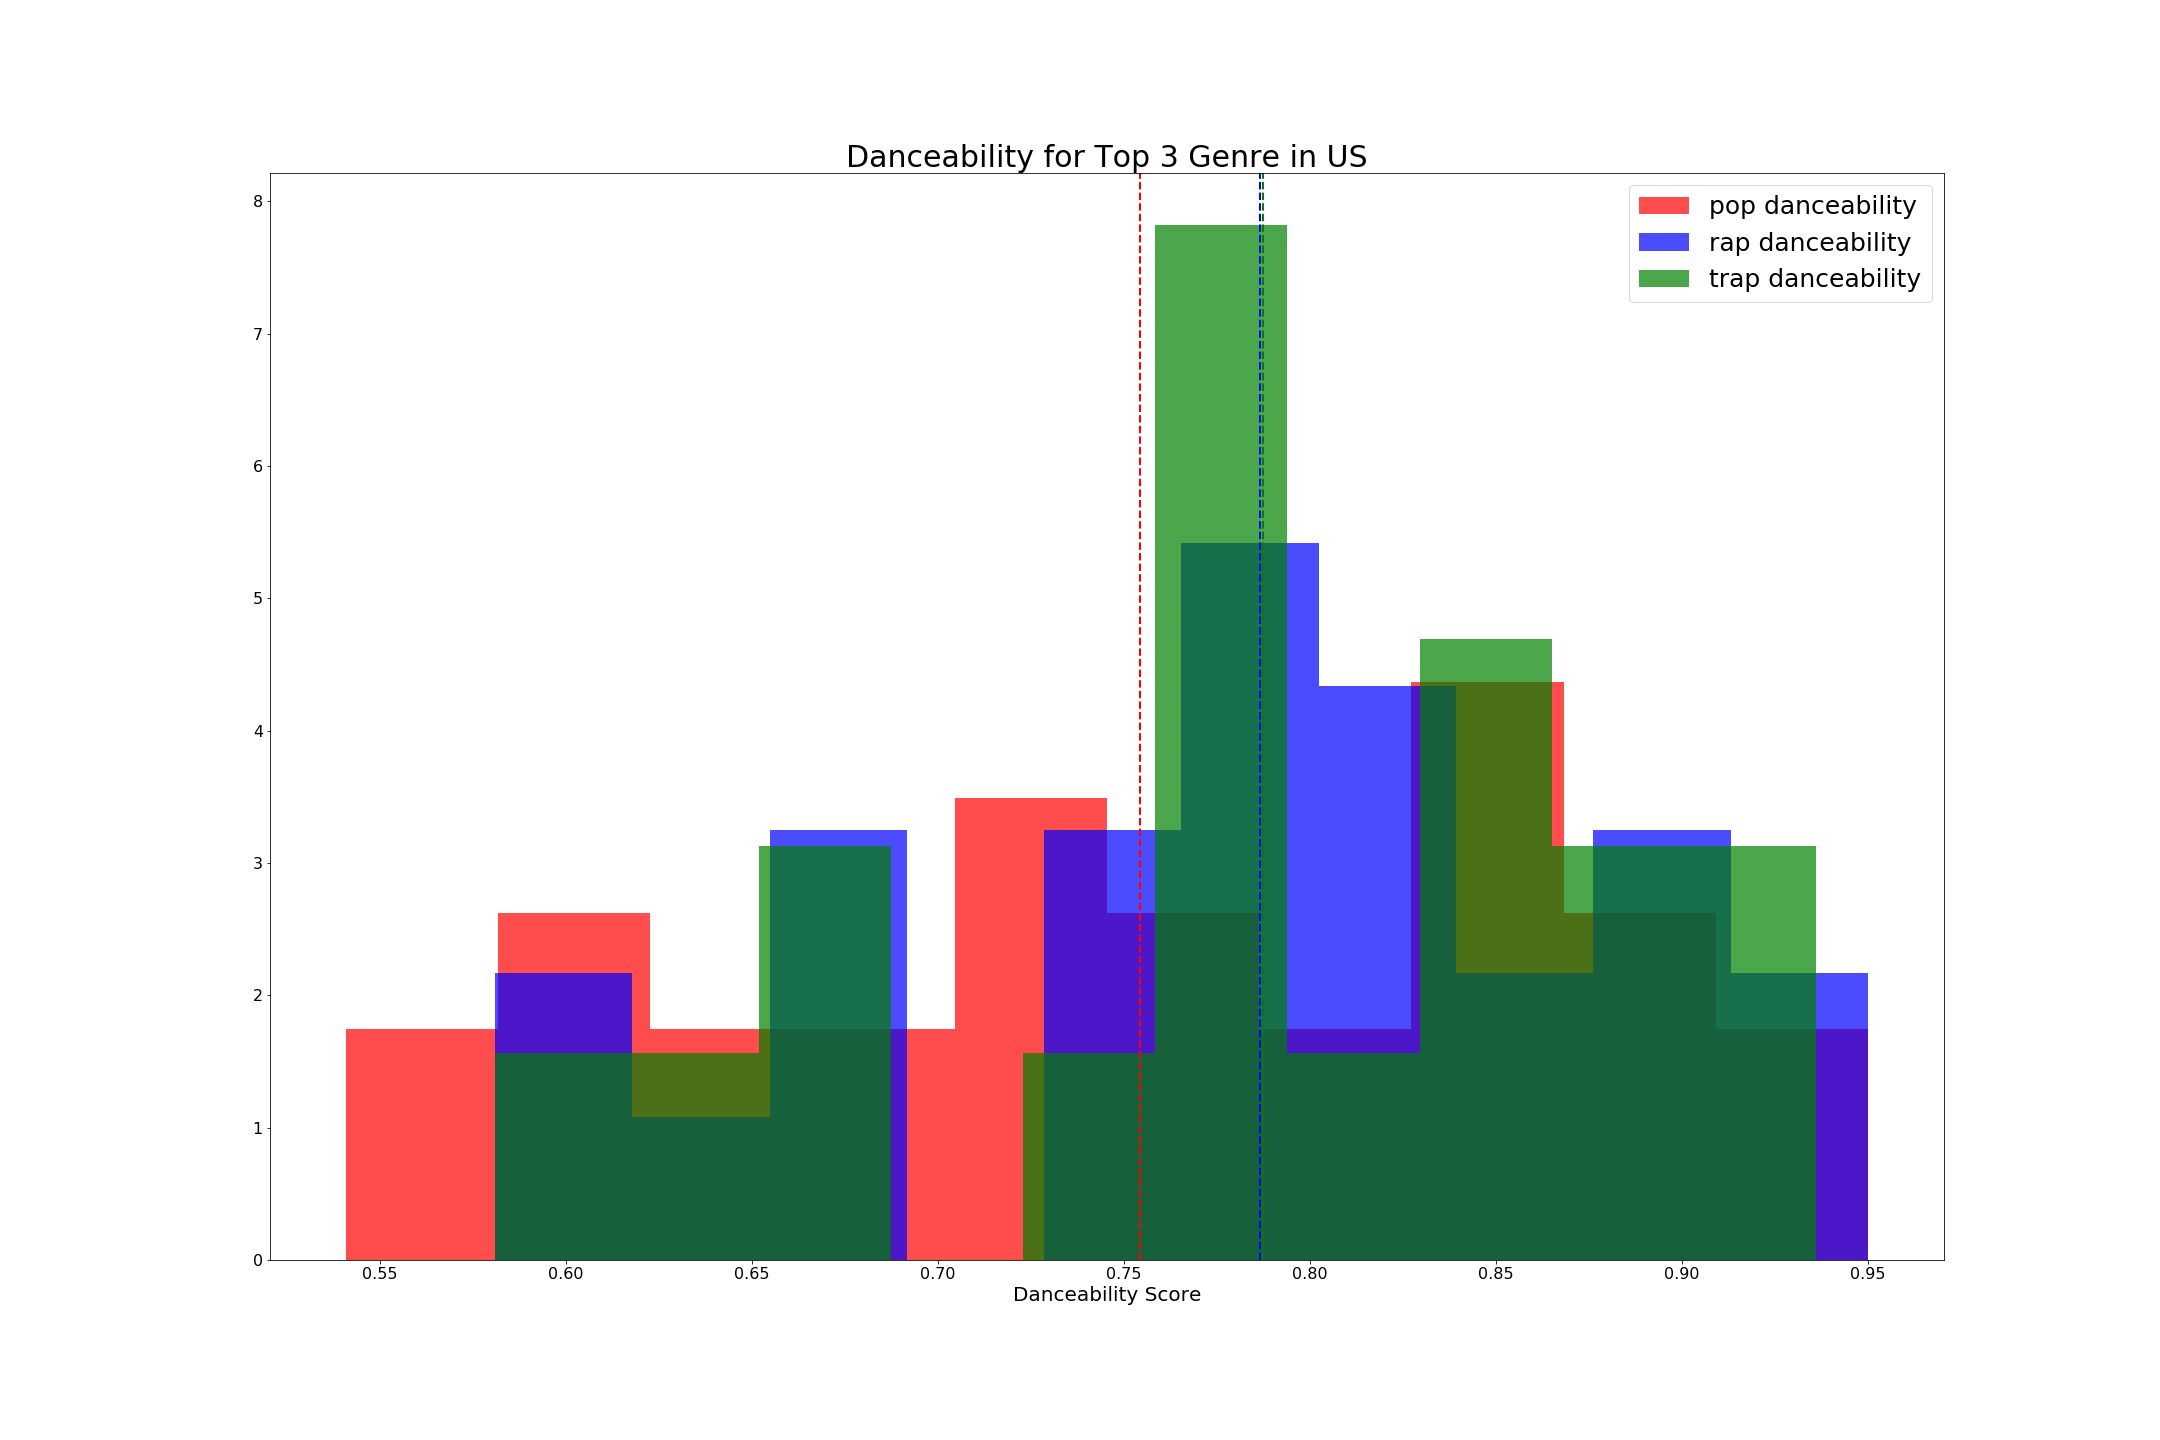 Danceability for Top 3 Genre in US
pop danceability
rap danceability
trap danceability
8
7
6
5
4
3
2
1
0
0.55 0.60 0.65 0.70 0.75 0.80 0.85 0.90 0.95
Danceability Score